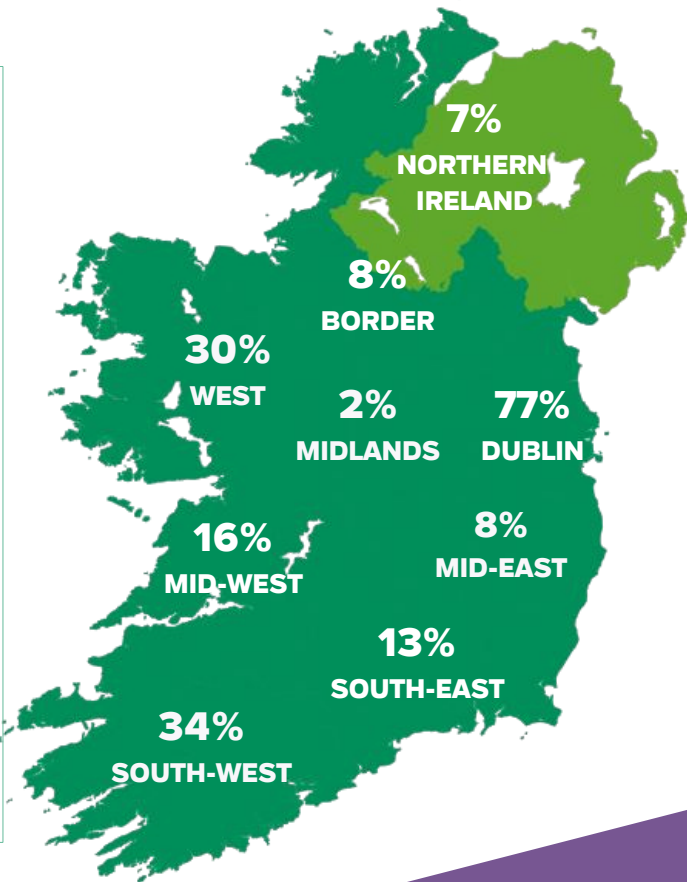 7%
NORTHERN
IRELAND
8%
BORDER
30%
WEST
2%
MIDLANDS
77%
DUBLIN
16%
MID-WEST
8%
MID-EAST
13%
SOUTH-EAST
34%
SOUTH-WEST